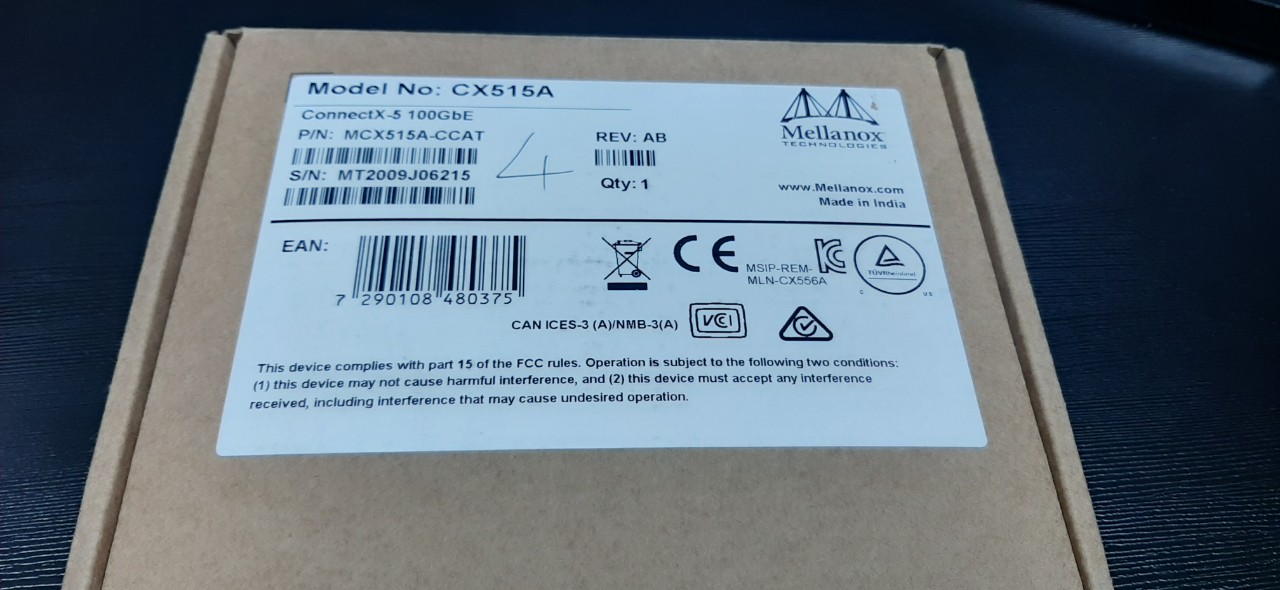 Model No: CX515A
ConnectX-5 100GbE
P/N: MCX515A-CCAT
S/N: MT2009J06215
4
REV: AB
Qty: 1
Mellanox
TECHNOLOGIES
www.Mellanox.com
Made in India
EAN:
7 290108 480375
CE
MSIP-REM-
MLN-CX556A
TÜVRheinland
C US
CAN ICES-3 (A)/NMB-3(A)
VCI
This device complies with part 15 of the FCC rules. Operation is subject to the following two conditions:
(1) this device may not cause harmful interference, and (2) this device must accept any interference
received, including interference that may cause undesired operation.